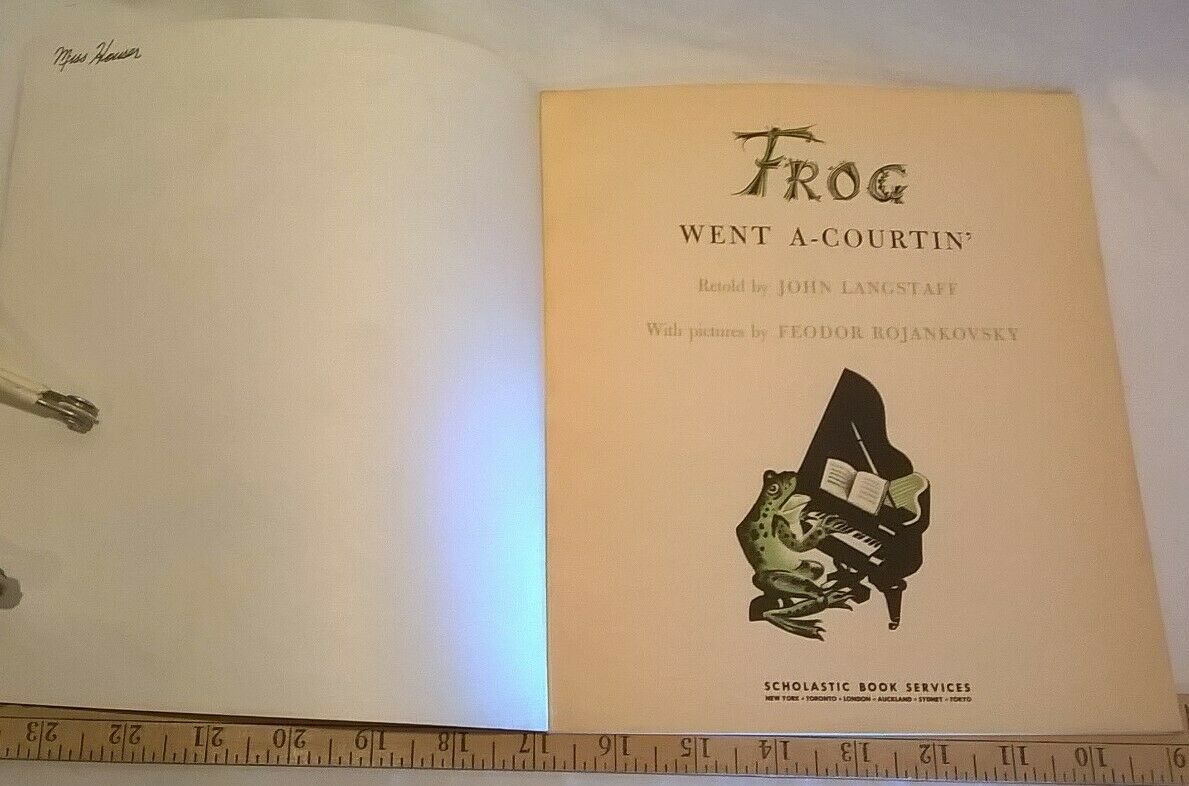 Miss Houser
FROG
WENT A-COURTIN'
Retold by JOHN LANGSTAFF
With pictures by FEODOR ROJANKOVSKY
SCHOLASTIC BOOK SERVICES
NEW YORK • TORONTO • LONDON • AUCKLAND • SYDNEY • TOKYO
23 22 21 20 19 18 17 16 15 14 13 12 11 10 9